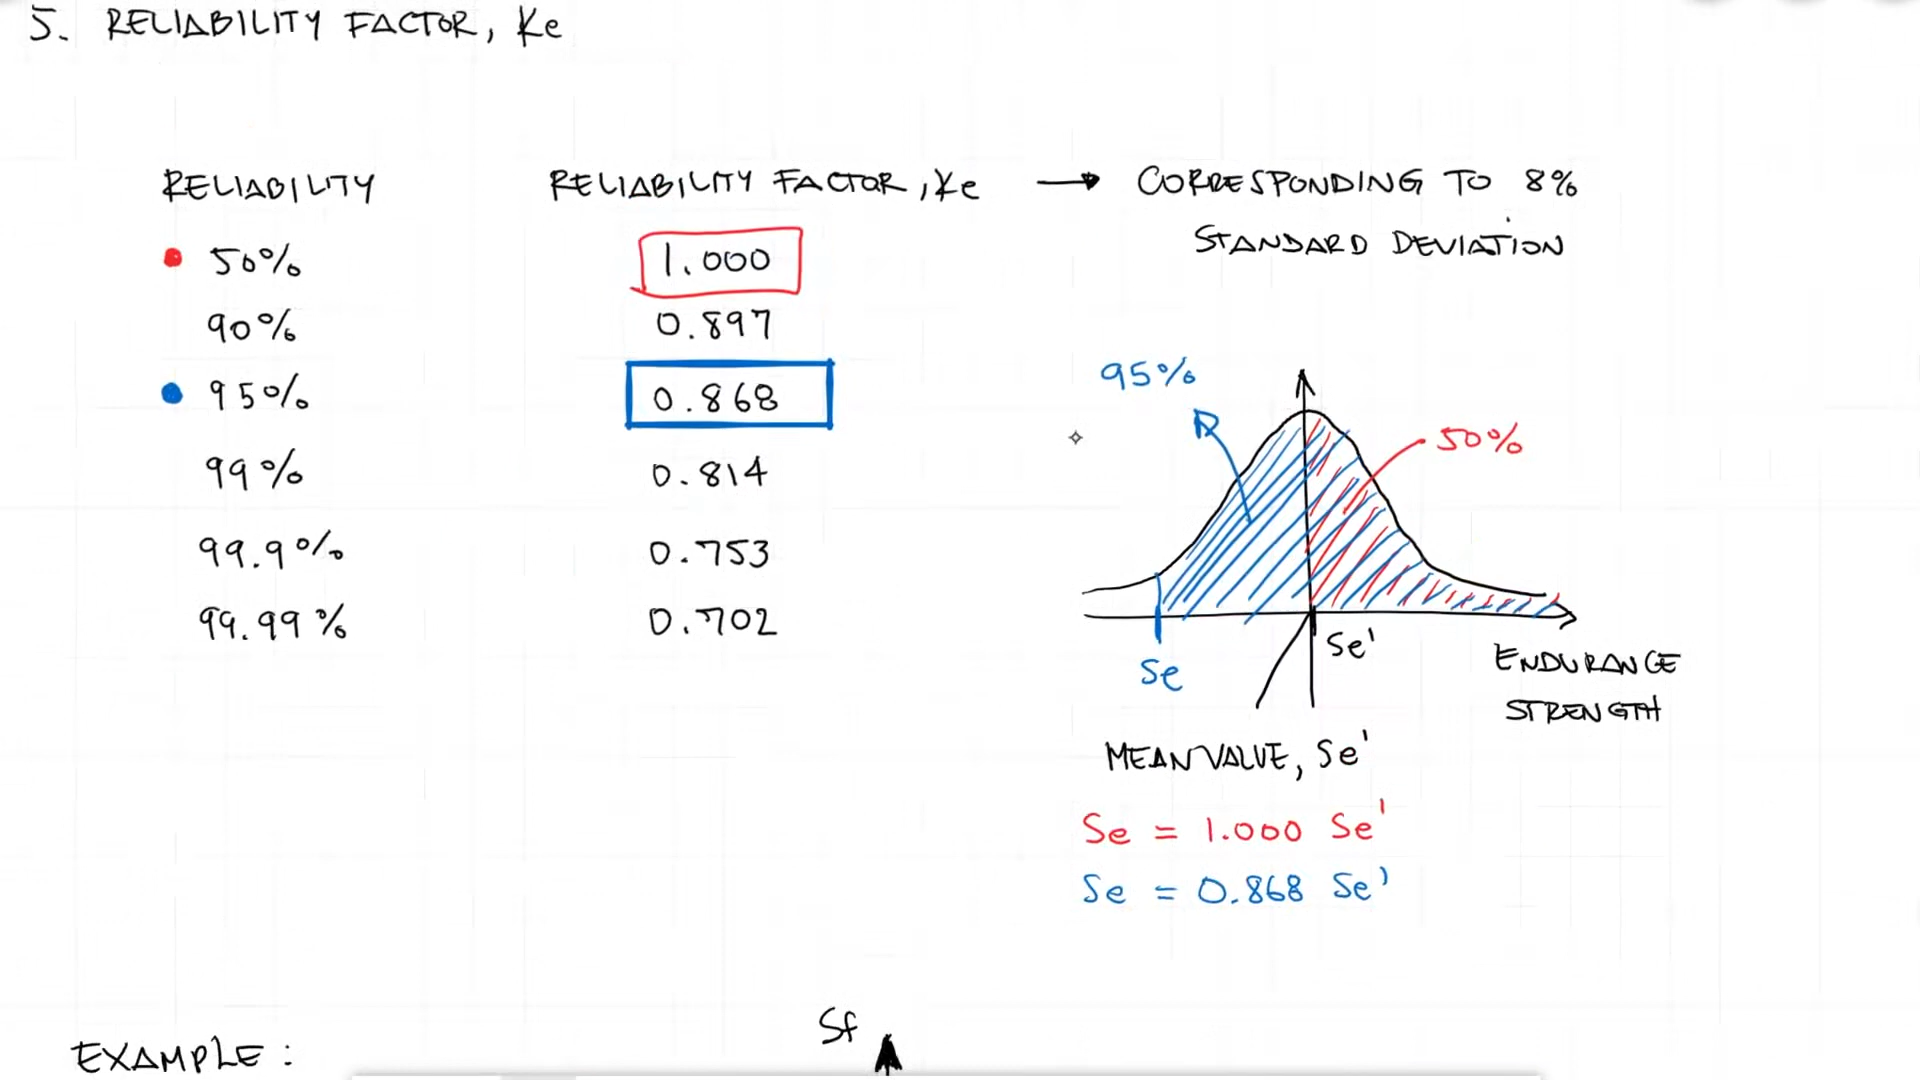 5. RELIABILITY FACTOR, Ke
RELIABILITY
RELIABILITY FACTOR, Ke → CORRESPONDING TO 8%
STANDARD DEVIATION
50% 1.000
90% 0.897
95% 0.868
99% 0.814
99.9% 0.753
99.99% 0.702
95%
50%
Se
Se'
ENDURANCE
STRENGTH
MEAN VALUE, Se'
Se = 1.000 Se'
Se = 0.868 Se'
Sf
EXAMPLE: